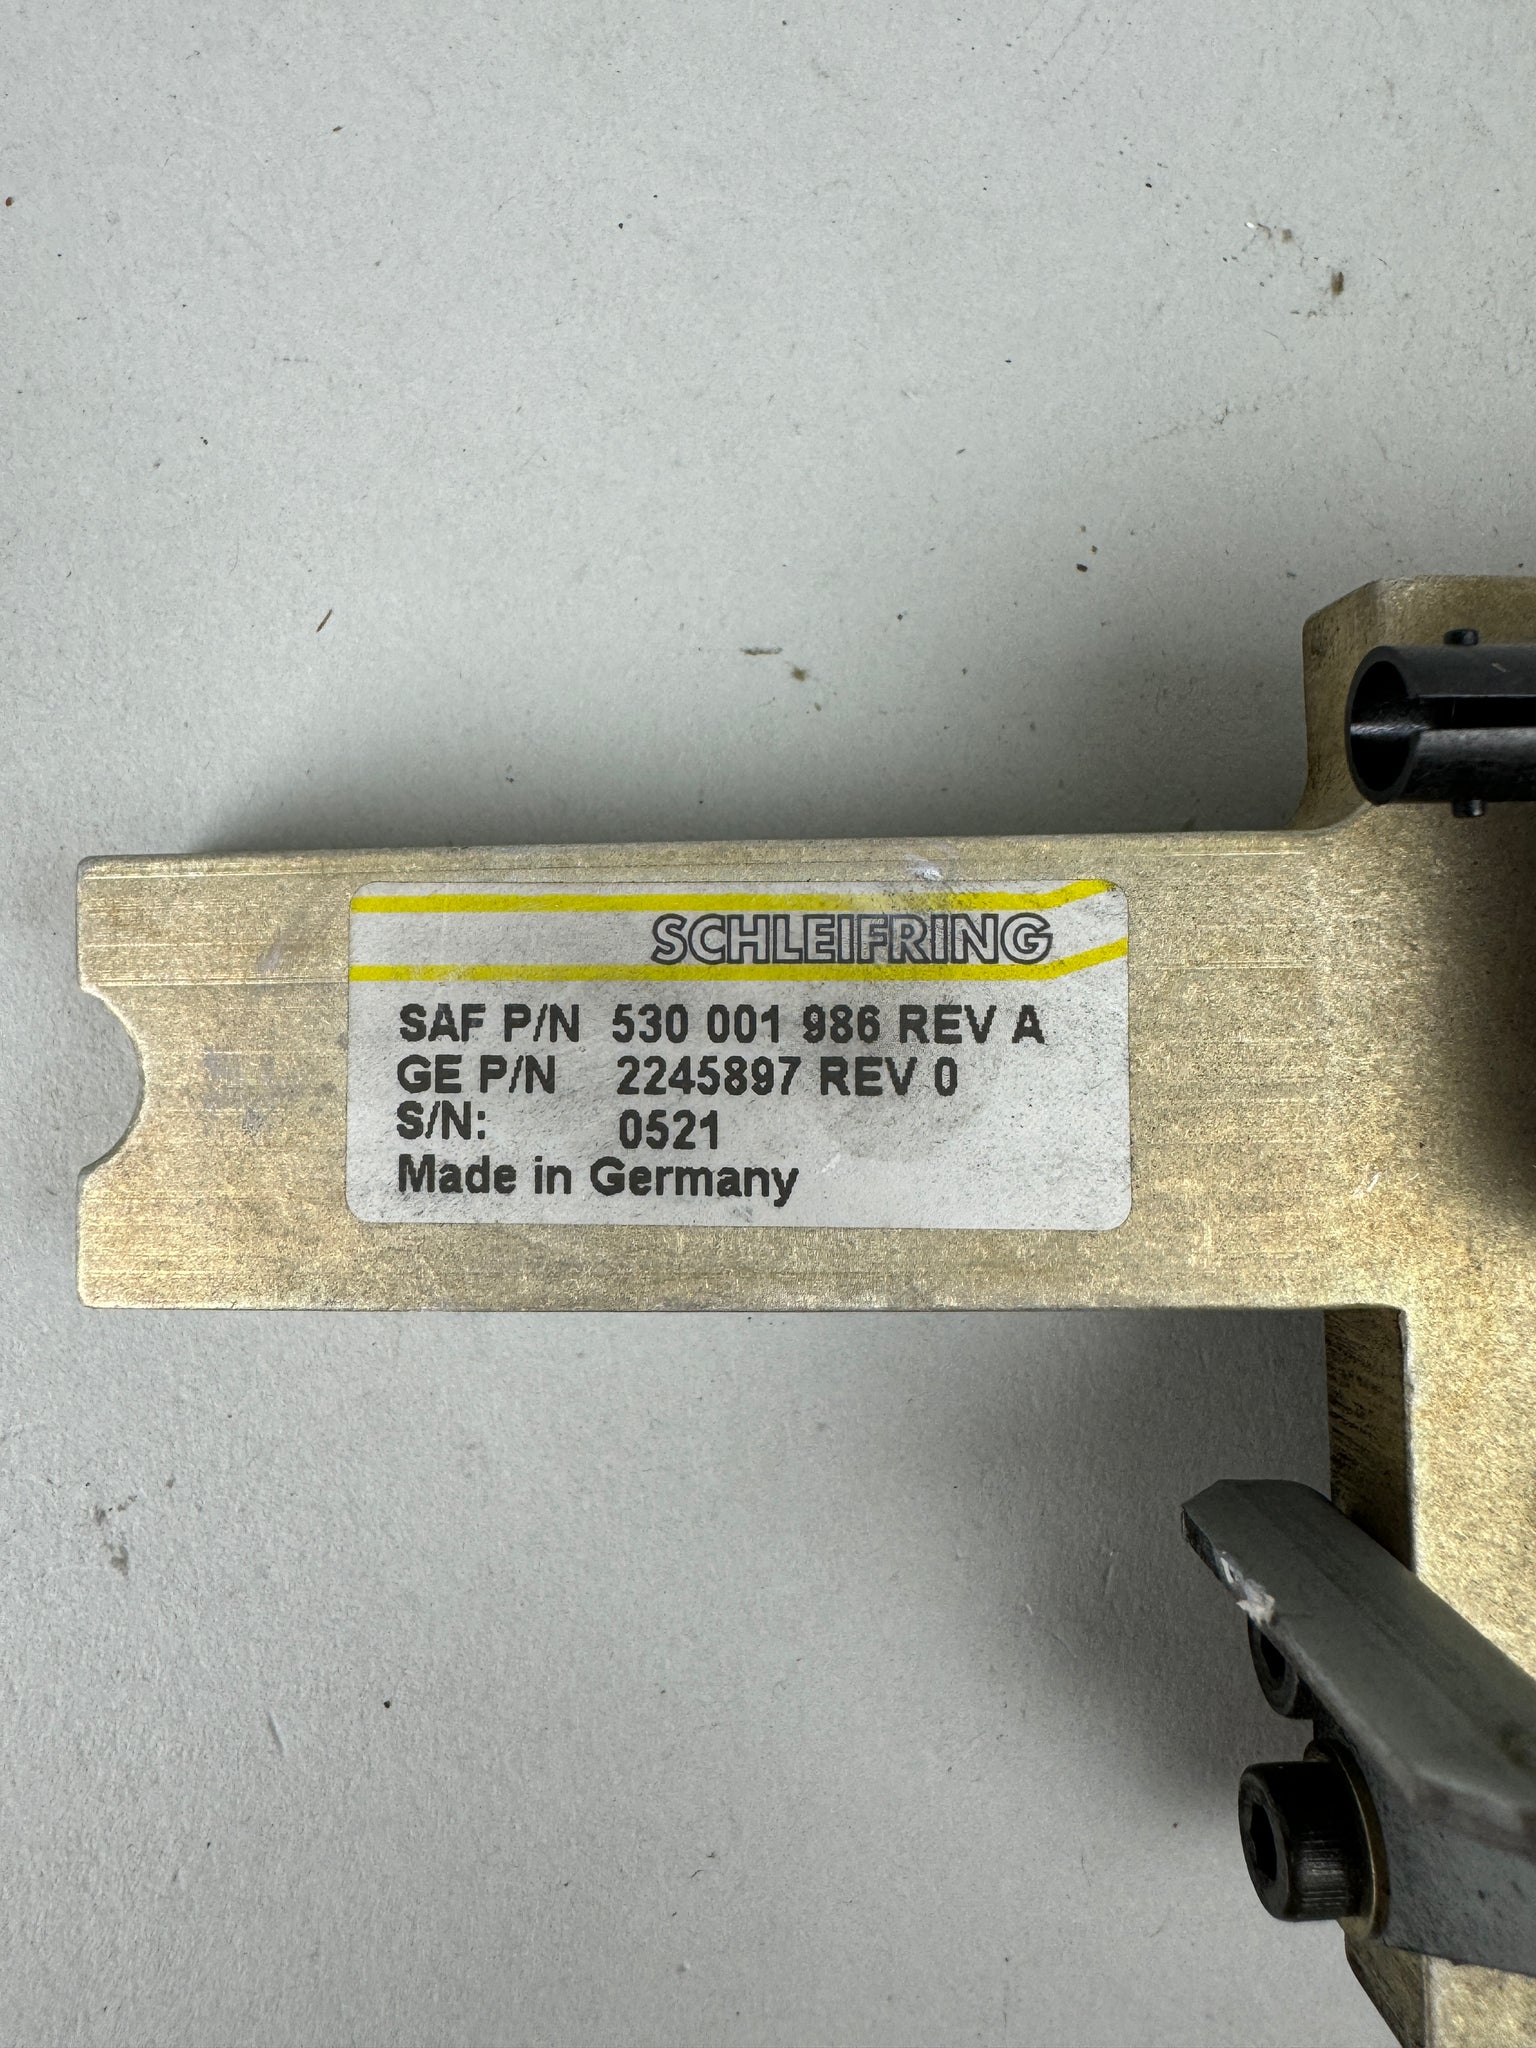 SCHLEIFRING
SAF P/N 530 001 986 REV A
GE P/N 2245897 REV 0
S/N: 0521
Made in Germany